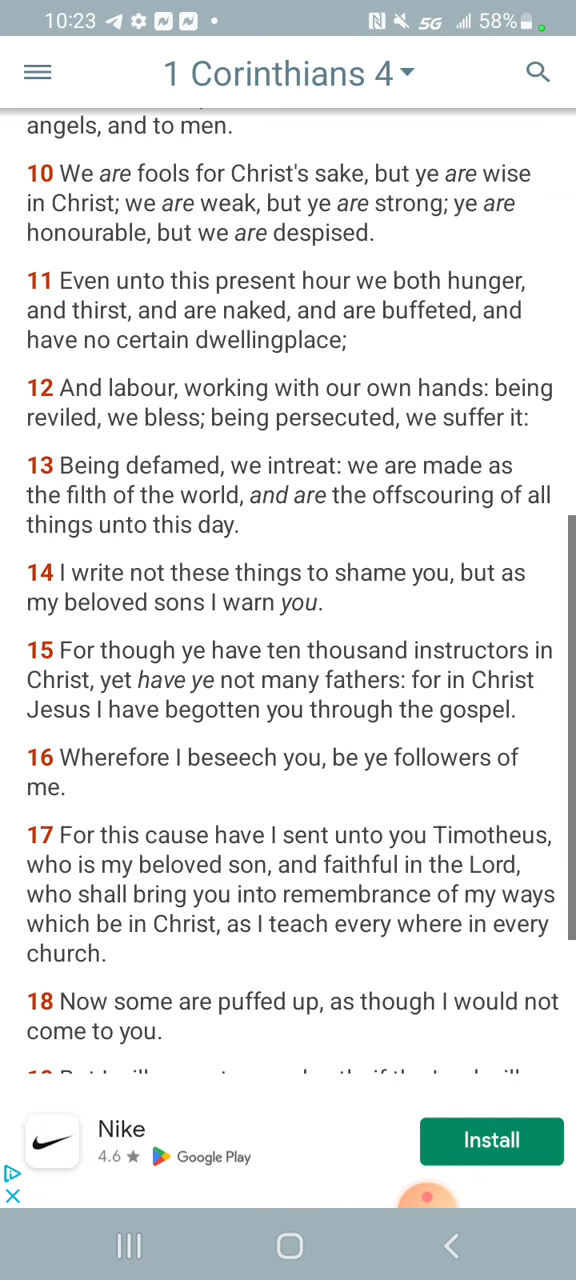 10:23 5G 58%
1 Corinthians 4
angels, and to men.
10 We are fools for Christ's sake, but ye are wise
in Christ; we are weak, but ye are strong; ye are
honourable, but we are despised.
11 Even unto this present hour we both hunger,
and thirst, and are naked, and are buffeted, and
have no certain dwellingplace;
12 And labour, working with our own hands: being
reviled, we bless; being persecuted, we suffer it:
13 Being defamed, we intreat: we are made as
the filth of the world, and are the offscouring of all
things unto this day.
14 I write not these things to shame you, but as
my beloved sons I warn you.
15 For though ye have ten thousand instructors in
Christ, yet have ye not many fathers: for in Christ
Jesus I have begotten you through the gospel.
16 Wherefore I beseech you, be ye followers of
me.
17 For this cause have I sent unto you Timotheus,
who is my beloved son, and faithful in the Lord,
who shall bring you into remembrance of my ways
which be in Christ, as I teach every where in every
church.
18 Now some are puffed up, as though I would not
come to you.
Nike
4.6 ★ Google Play
Install